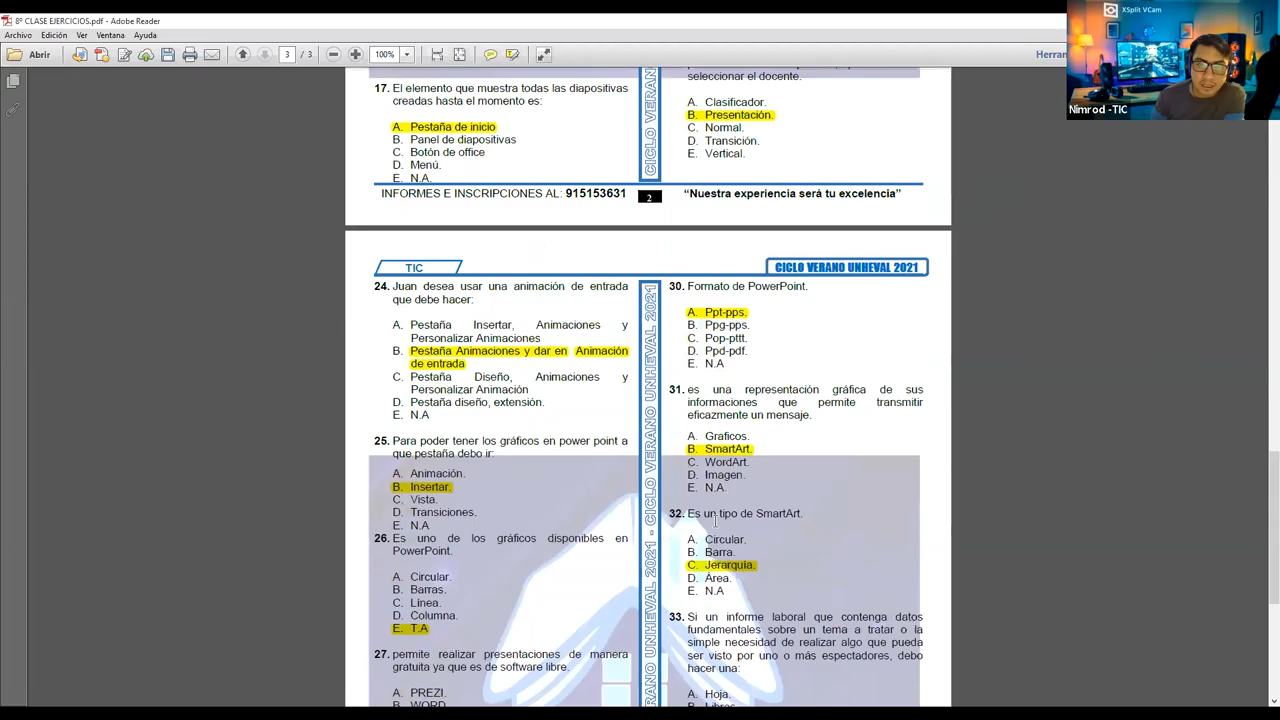 8º CLASE EJERCICIOS.pdf - Adobe Reader
Archivo Edición Ver Ventana Ayuda
Abrir
3 / 3
100%
Herran
XSplit VCam
Nimrod -TIC
17. El elemento que muestra todas las diapositivas
creadas hasta el momento es:
A. Pestaña de inicio
B. Panel de diapositivas
C. Botón de office
D. Menú.
E. N.A.
CICLO VERANO
seleccionar el docente.
A. Clasificador.
B. Presentación.
C. Normal.
D. Transición.
E. Vertical.
INFORMES E INSCRIPCIONES AL: 915153631
2
“Nuestra experiencia será tu excelencia”
TIC
CICLO VERANO UNHEVAL 2021
24. Juan desea usar una animación de entrada
que debe hacer:
A. Pestaña Insertar, Animaciones y
Personalizar Animaciones
B. Pestaña Animaciones y dar en Animación
de entrada
C. Pestaña Diseño, Animaciones y
Personalizar Animación
D. Pestaña diseño, extensión.
E. N.A
25. Para poder tener los gráficos en power point a
que pestaña debo ir:
A. Animación.
B. Insertar.
C. Vista.
D. Transiciones.
E. N.A
26. Es uno de los gráficos disponibles en
PowerPoint.
A. Circular.
B. Barras.
C. Línea.
D. Columna.
E. T.A
27. permite realizar presentaciones de manera
gratuita ya que es de software libre.
A. PREZI.
B. WORD
RANO UNHEVAL 2021 - CICLO VERANO UNHEVAL 2021
30. Formato de PowerPoint.
A. Ppt-pps.
B. Ppg-pps.
C. Pop-pttt.
D. Ppd-pdf.
E. N.A
31. es una representación gráfica de sus
informaciones que permite transmitir
eficazmente un mensaje.
A. Graficos.
B. SmartArt.
C. WordArt.
D. Imagen.
E. N.A.
32. Es un tipo de SmartArt.
A. Circular.
B. Barra.
C. Jerarquía.
D. Área.
E. N.A
33. Si un informe laboral que contenga datos
fundamentales sobre un tema a tratar o la
simple necesidad de realizar algo que pueda
ser visto por uno o más espectadores, debo
hacer una:
A. Hoja.
B. Libros